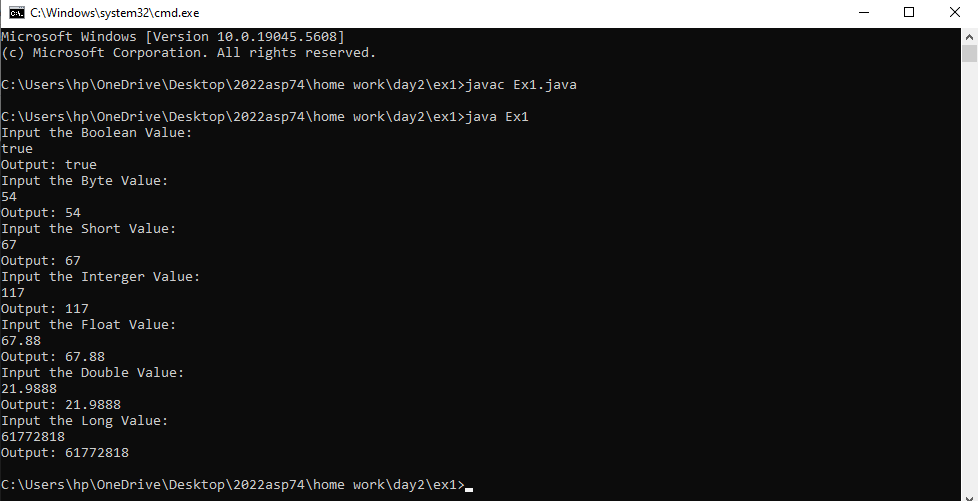 C:\Windows\system32\cmd.exe
Microsoft Windows [Version 10.0.19045.5608]
(c) Microsoft Corporation. All rights reserved.
C:\Users\hp\OneDrive\Desktop\2022asp74\home work\day2\ex1>javac Ex1.java
C:\Users\hp\OneDrive\Desktop\2022asp74\home work\day2\ex1>java Ex1
Input the Boolean Value:
true
Output: true
Input the Byte Value:
54
Output: 54
Input the Short Value:
67
Output: 67
Input the Interger Value:
117
Output: 117
Input the Float Value:
67.88
Output: 67.88
Input the Double Value:
21.9888
Output: 21.9888
Input the Long Value:
61772818
Output: 61772818
C:\Users\hp\OneDrive\Desktop\2022asp74\home work\day2\ex1>